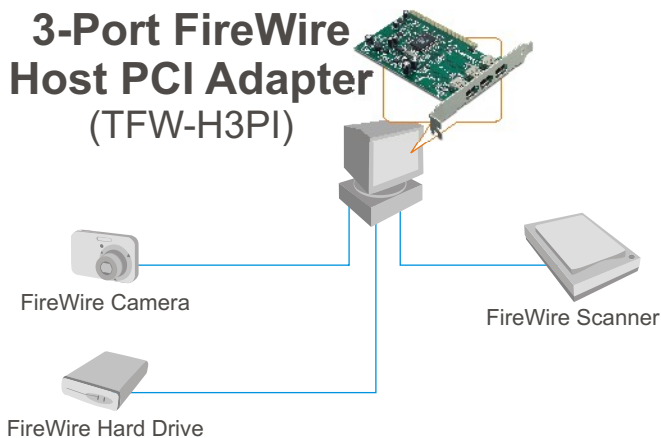 3-Port FireWire
Host PCI Adapter
(TFW-H3PI)
FireWire Camera
FireWire Scanner
FireWire Hard Drive